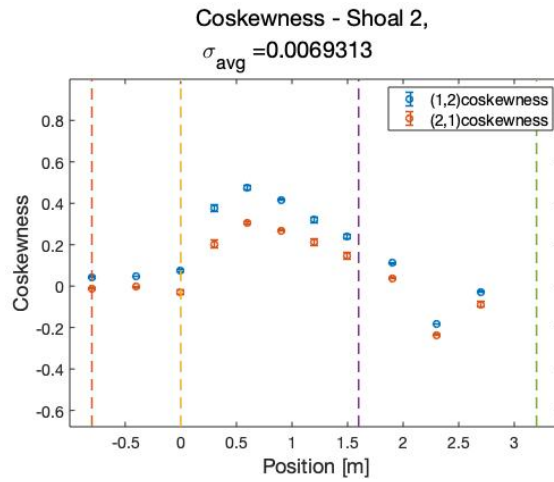 Coskewness - Shoal 2,
σavg =0.0069313
(1,2)coskewness
(2,1)coskewness
Coskewness
0.8
0.6
0.4
0.2
0
-0.2
-0.4
-0.6
-0.5 0 0.5 1 1.5 2 2.5 3
Position [m]